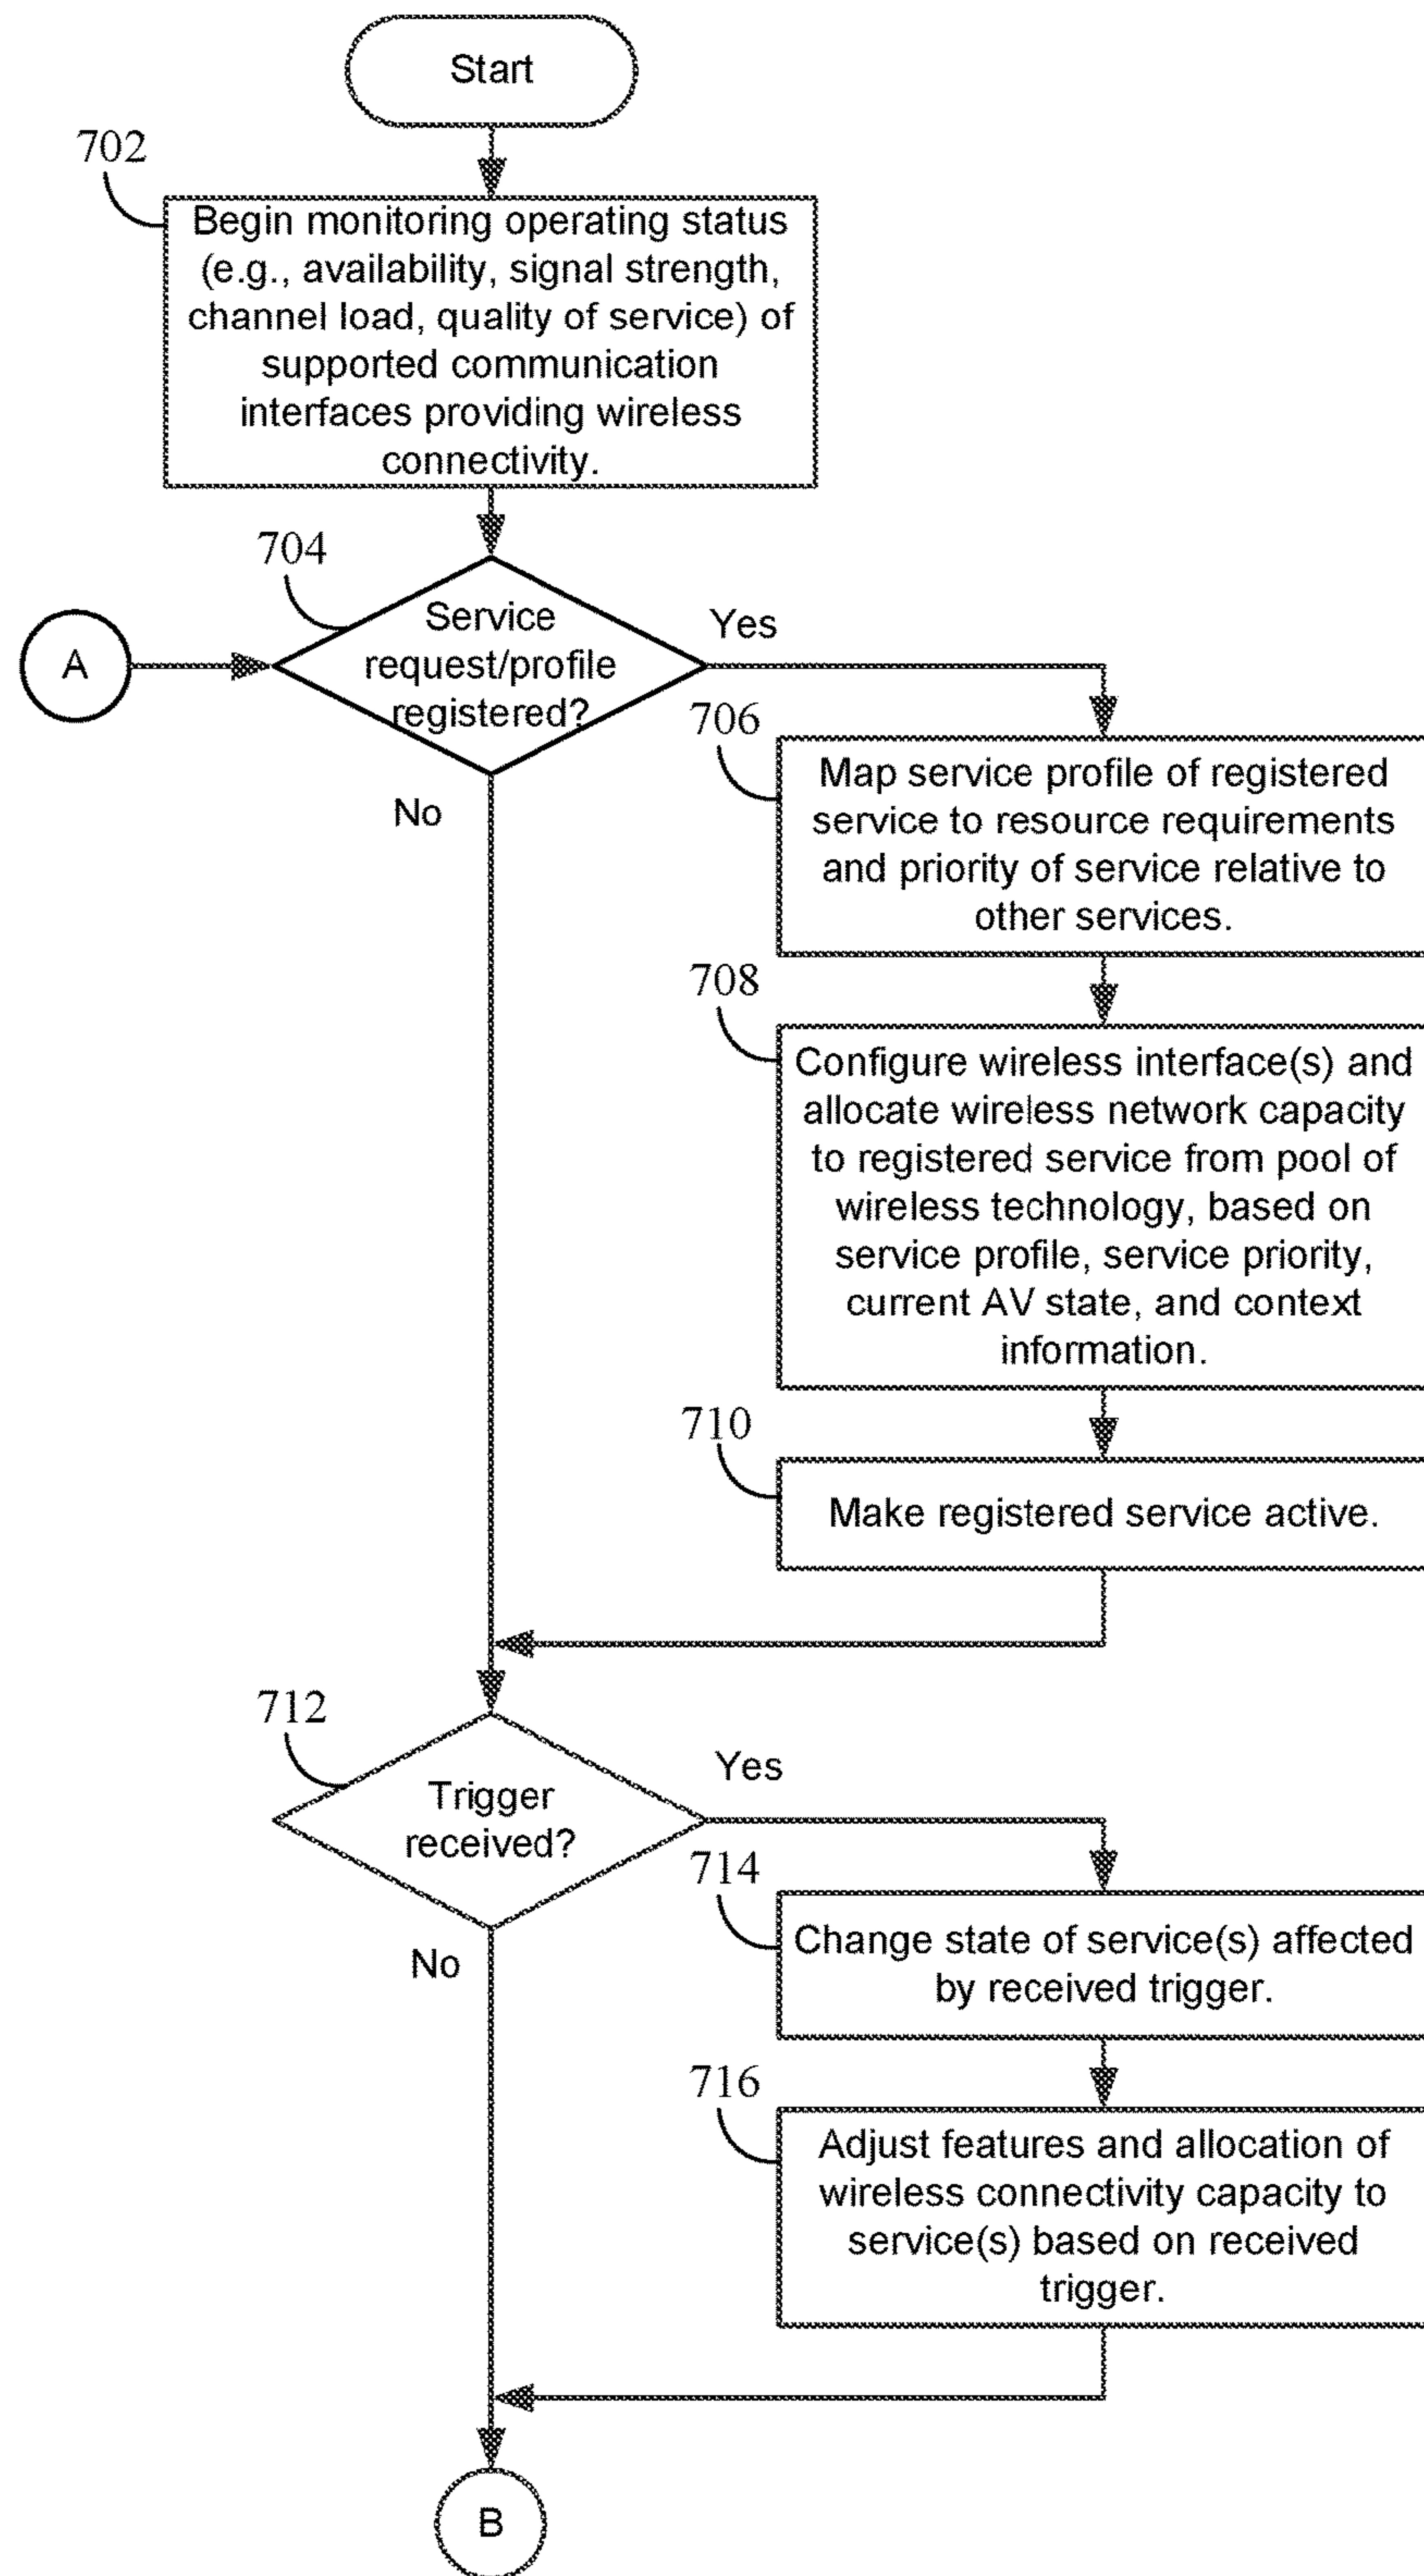 Start
702
Begin monitoring operating status
(e.g., availability, signal strength,
channel load, quality of service) of
supported communication
interfaces providing wireless
connectivity.
704
Service
request/profile
registered?
Yes
A
No
706
Map service profile of registered
service to resource requirements
and priority of service relative to
other services.
708
Configure wireless interface(s) and
allocate wireless network capacity
to registered service from pool of
wireless technology, based on
service profile, service priority,
current AV state, and context
information.
710
Make registered service active.
712
Trigger
received?
Yes
No
714
Change state of service(s) affected
by received trigger.
716
Adjust features and allocation of
wireless connectivity capacity to
service(s) based on received
trigger.
B